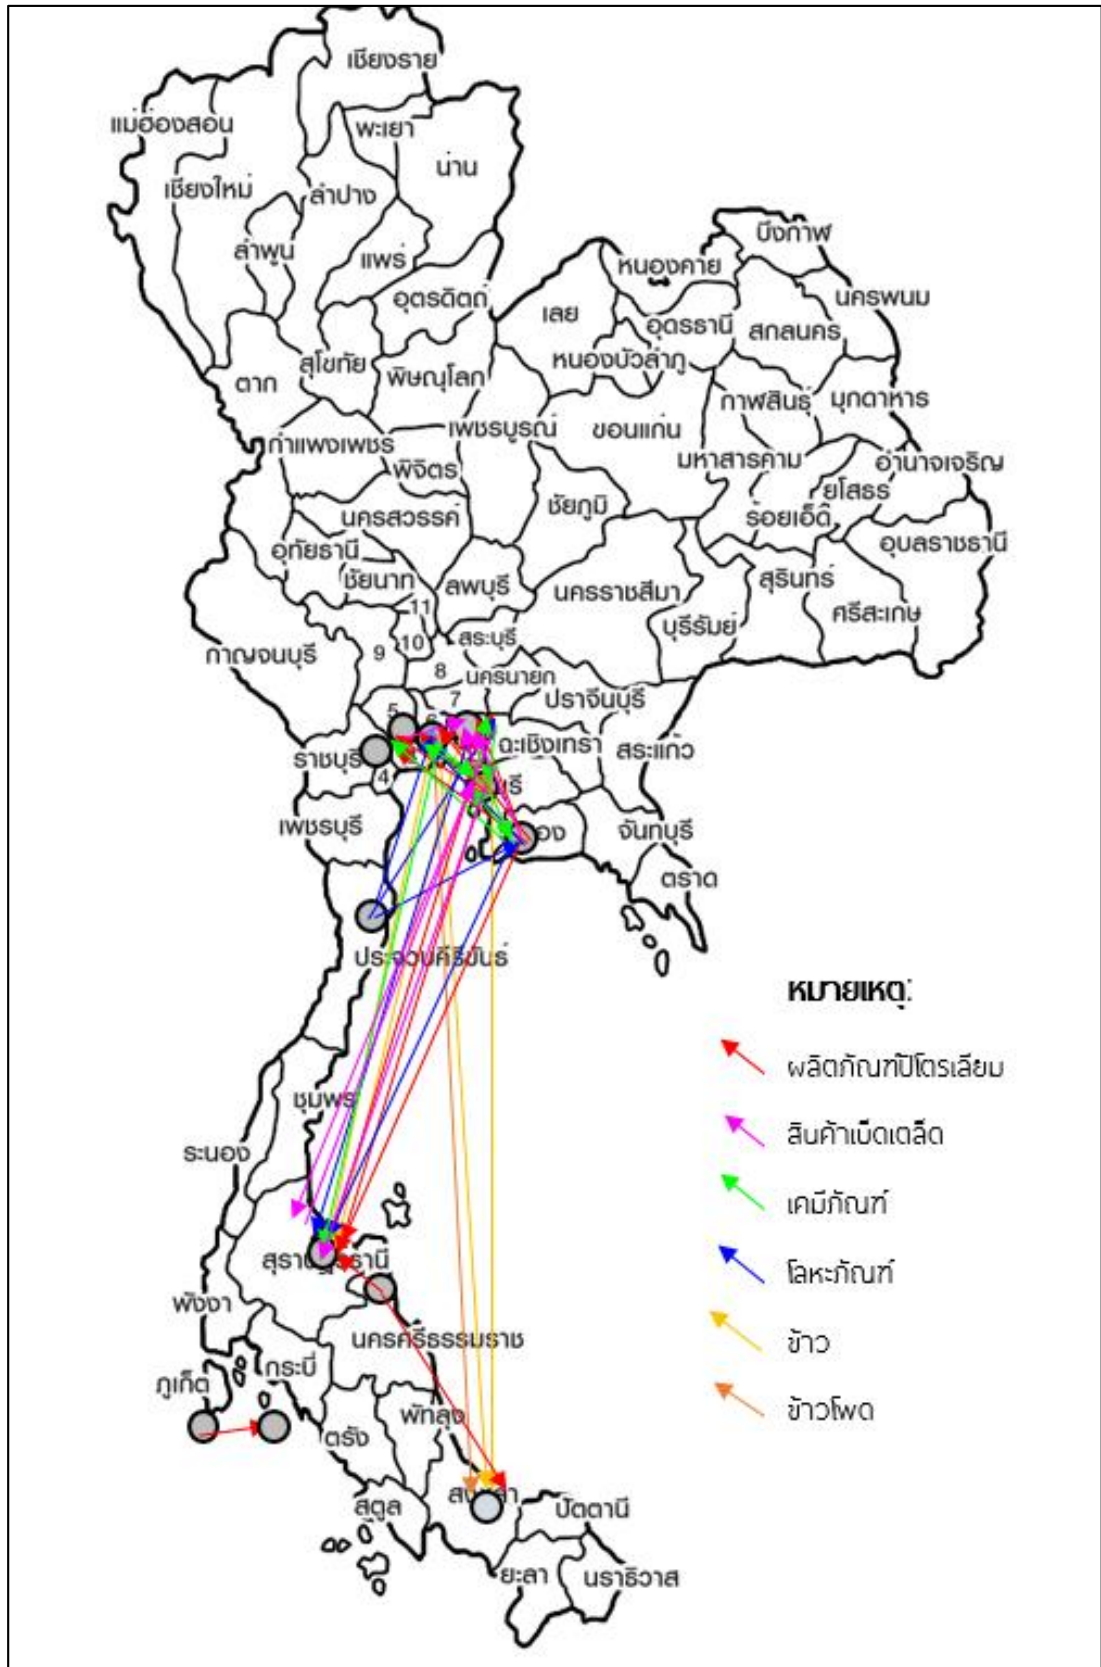 เชียงราย
แม่ฮ่องสอน
พะเยา
น่าน
เชียงใหม่
ลำปาง
ลำพูน
แพร่
บึงกาฬ
หนองคาย
อุตรดิตถ์
นครพนม
เลย
อุดรธานี
สกลนคร
หนองบัวลำภู
สุโขทัย
พิษณุโลก
ตาก
กาฬสินธุ์
มุกดาหาร
เพชรบูรณ์
ขอนแก่น
กำแพงเพชร
มหาสารคาม
อำนาจเจริญ
พิจิตร
ยโสธร
ชัยภูมิ
ร้อยเอ็ด
นครสวรรค์
อุบลราชธานี
อุทัยธานี
ชัยนาท
ลพบุรี
นครราชสีมา
สุรินทร์
ศรีสะเกษ
11
บุรีรัมย์
สระบุรี
10
9
กาญจนบุรี
8
นครนายก
7
ปราจีนบุรี
5
6
ฉะเชิงเทรา
สระแก้ว
ราชบุรี
4
เพชรบุรี
จันทบุรี
ตราด
ประจวบคีรีขันธ์
หมายเหตุ:
ผลิตภัณฑ์ปิโตรเลียม
ชุมพร
สินค้าเบ็ดเตล็ด
ระนอง
เคมีภัณฑ์
สุราษฎร์ธานี
โลหะภัณฑ์
พังงา
นครศรีธรรมราช
ข้าว
กระบี่
ภูเก็ต
พัทลุง
ข้าวโพด
ตรัง
สงขลา
สตูล
ปัตตานี
ยะลา
นราธิวาส